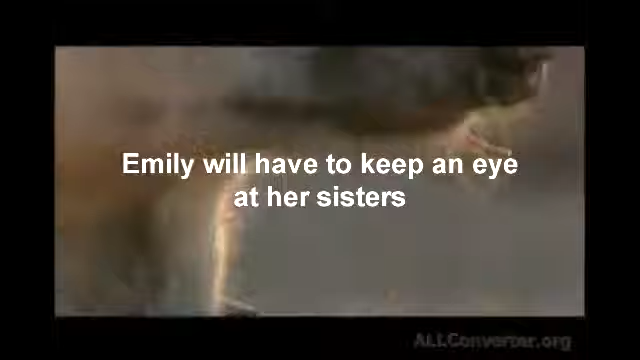 Emily will have to keep an eye
at her sisters
ALLConverter.org